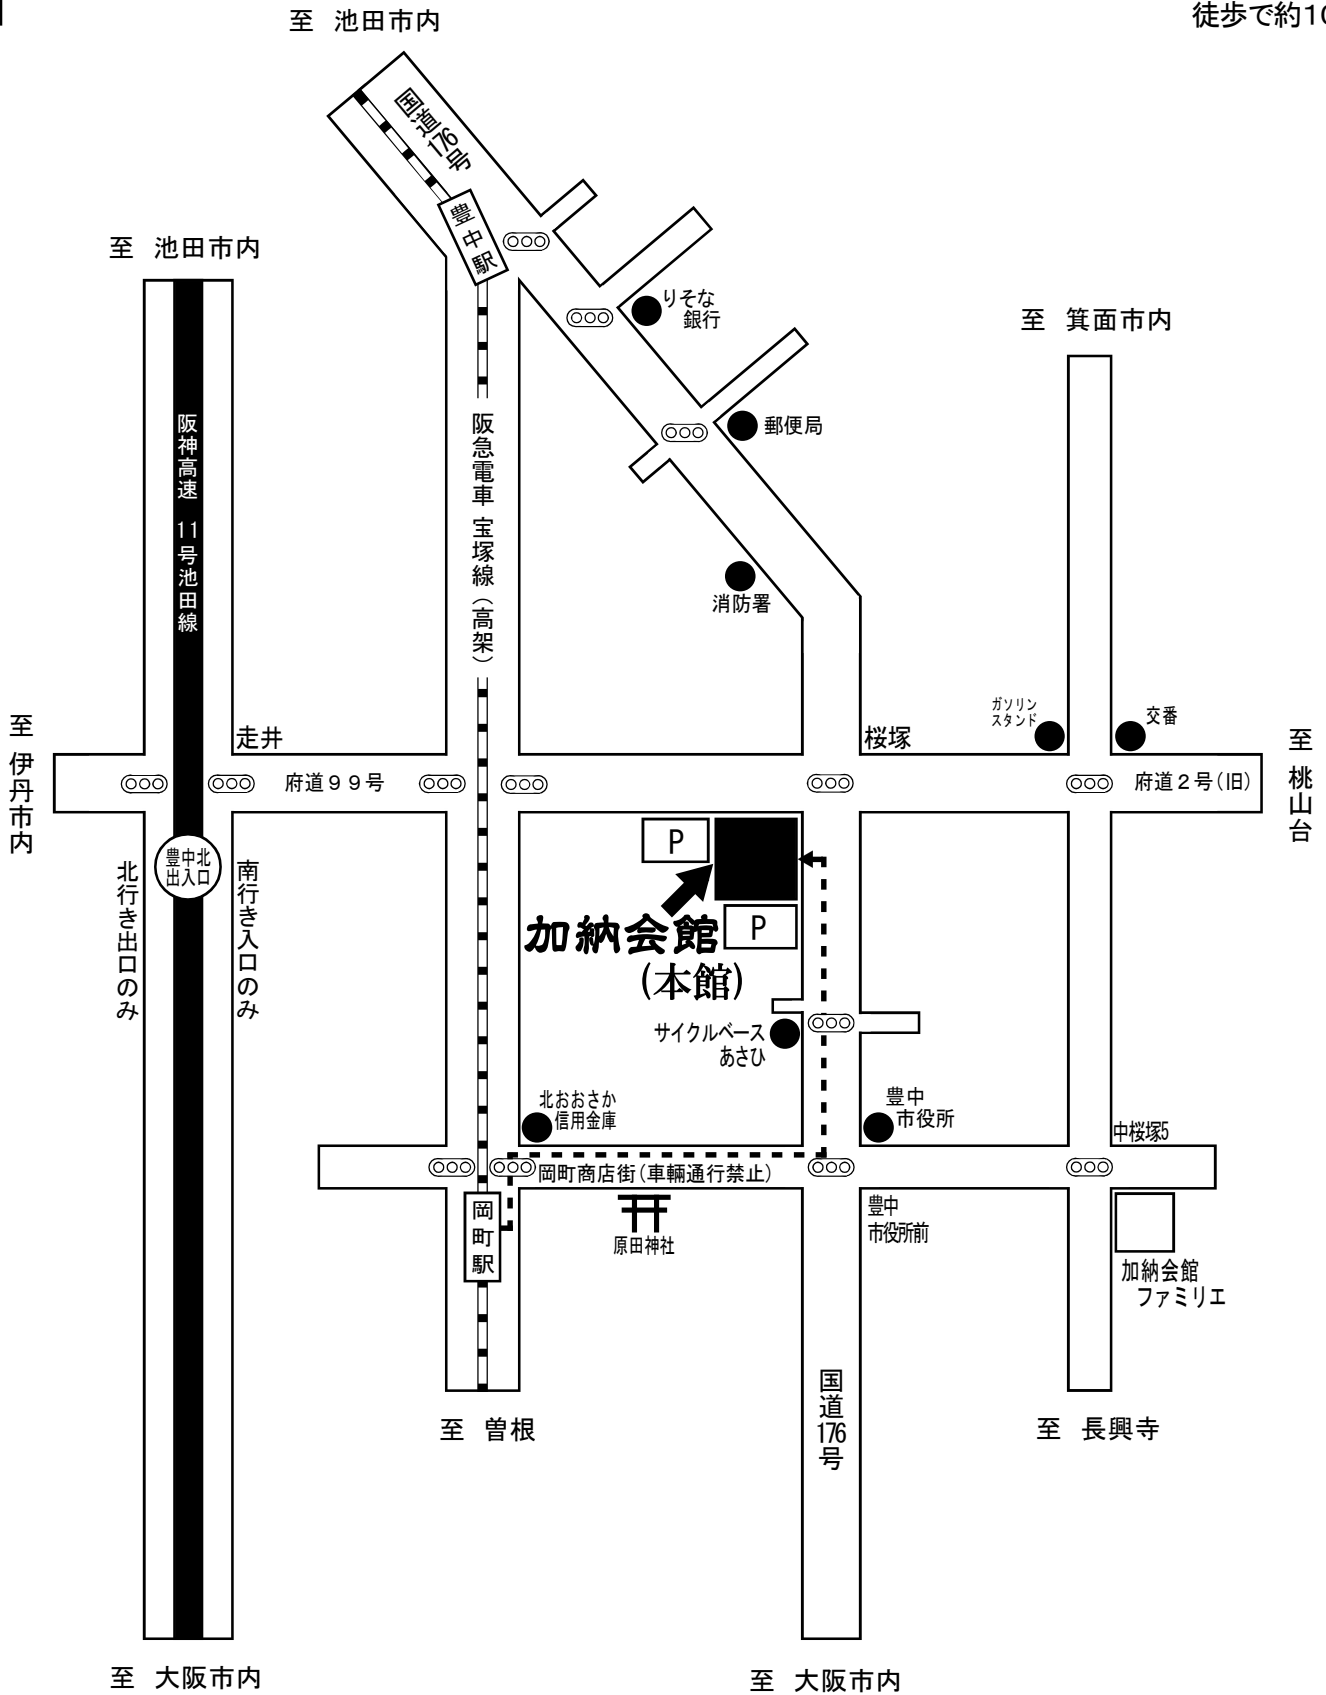 至 池田市内
徒歩で約10
国道176号
豊中駅
至 池田市内
りそな
銀行
至 箕面市内
阪神高速 11号池田線
阪急電車 宝塚線（高架）
郵便局
消防署
ガソリン
スタンド
交番
至 伊丹市内
走井
桜塚
至 桃山台
府道９９号
府道２号（旧）
P
豊中北
出入口
北行き出口のみ
南行き入口のみ
加納会館
P
（本館）
サイクルベース
あさひ
北おおさか
信用金庫
豊中
市役所
中桜塚5
岡町商店街（車輛通行禁止）
岡町駅
原田神社
豊中
市役所前
加納会館
ファミリエ
国道176号
至 曽根
至 長興寺
至 大阪市内
至 大阪市内